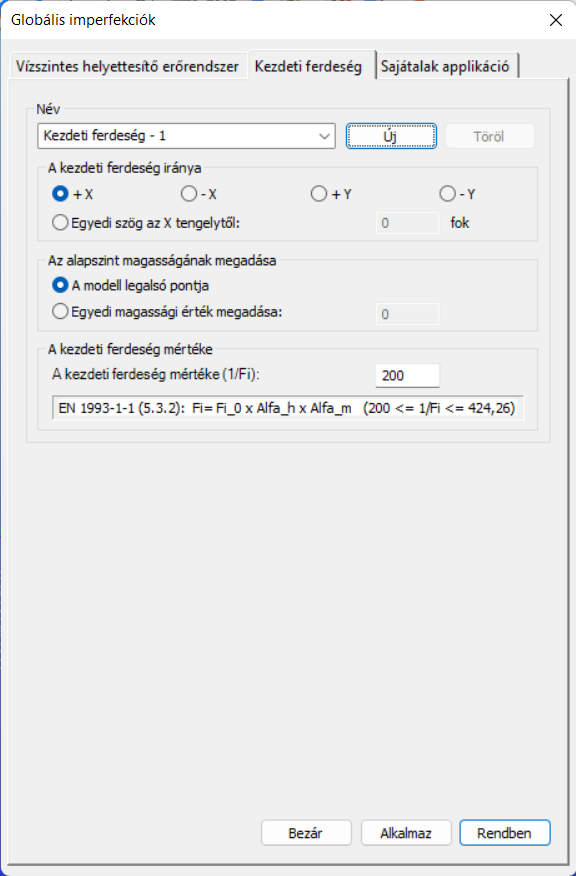 Globális imperfekciók
Vízszintes helyettesítő erőrendszer Kezdeti ferdeség Sajátalak applikáció
Név
Kezdeti ferdeség - 1 Új Töröl
A kezdeti ferdeség iránya
+ X - X + Y - Y
Egyedi szög az X tengelytől: 0 fok
Az alapszint magasságának megadása
A modell legalsó pontja
Egyedi magassági érték megadása: 0
A kezdeti ferdeség mértéke
A kezdeti ferdeség mértéke (1/Fi): 200
EN 1993-1-1 (5.3.2): Fi= Fi_0 x Alfa_h x Alfa_m (200 <= 1/Fi <= 424,26)
Bezár Alkalmaz Rendben